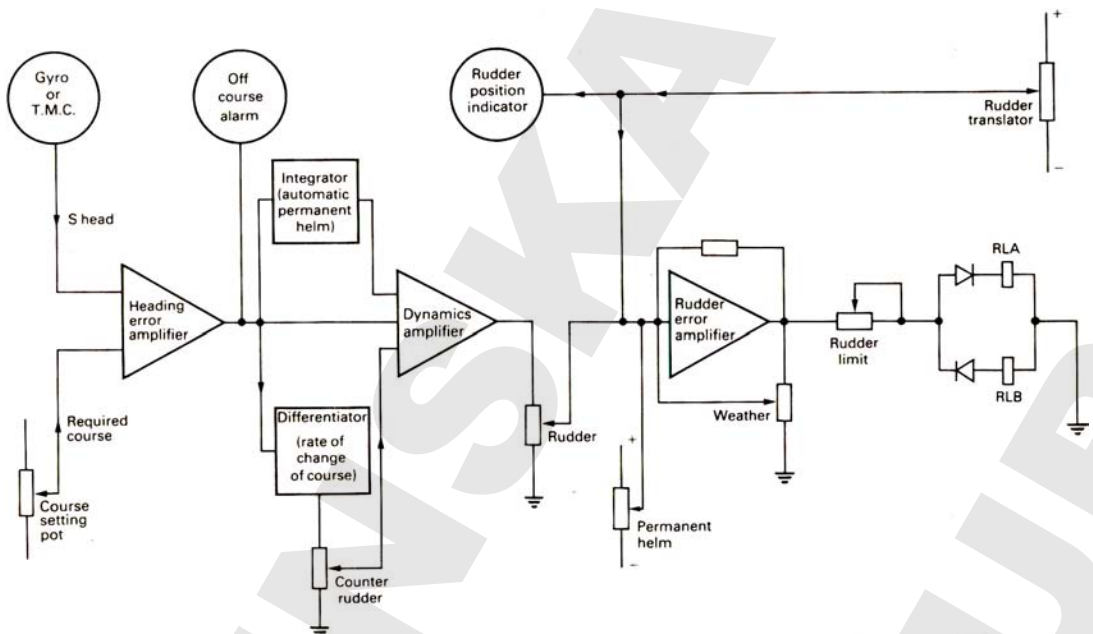 Gyro
or
T.M.C.
Off
course
alarm
Rudder
position
indicator
+
Rudder
translator
−
S head
Integrator
(automatic
permanent
helm)
RLA
Heading
error
amplifier
Dynamics
amplifier
Rudder
error
amplifier
Rudder
limit
RLB
Weather
Required
course
Differentiator
(rate of
change
of course)
Rudder
+
Course
setting
pot
Permanent
helm
−
Counter
rudder